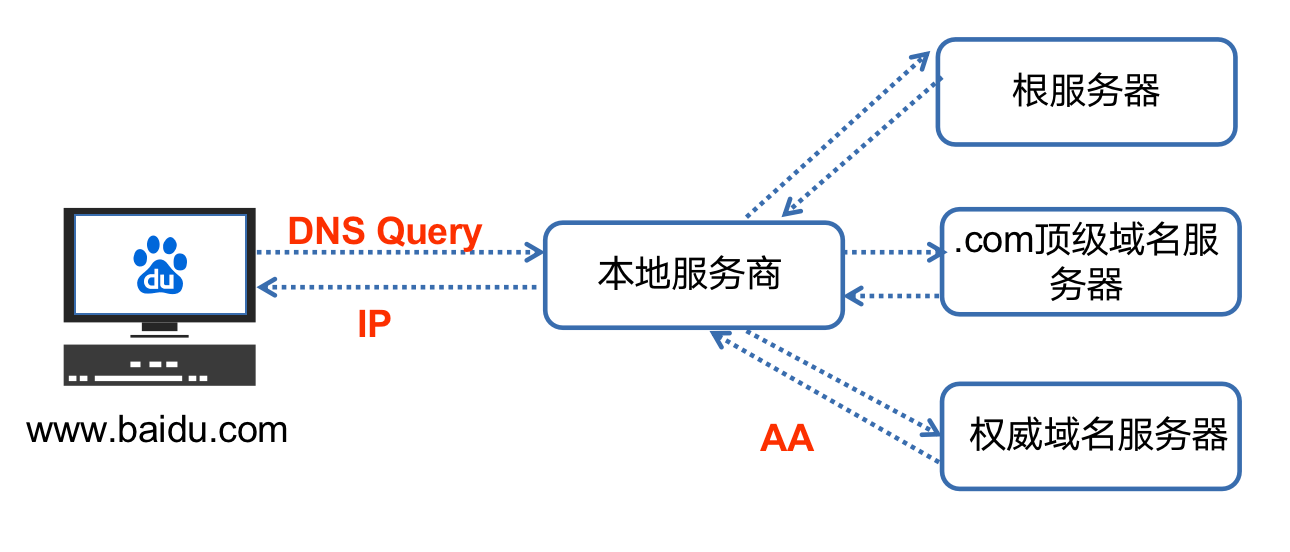 根服务器
DNS Query
du
本地服务商
.com顶级域名服
务器
IP
www.baidu.com
AA
权威域名服务器